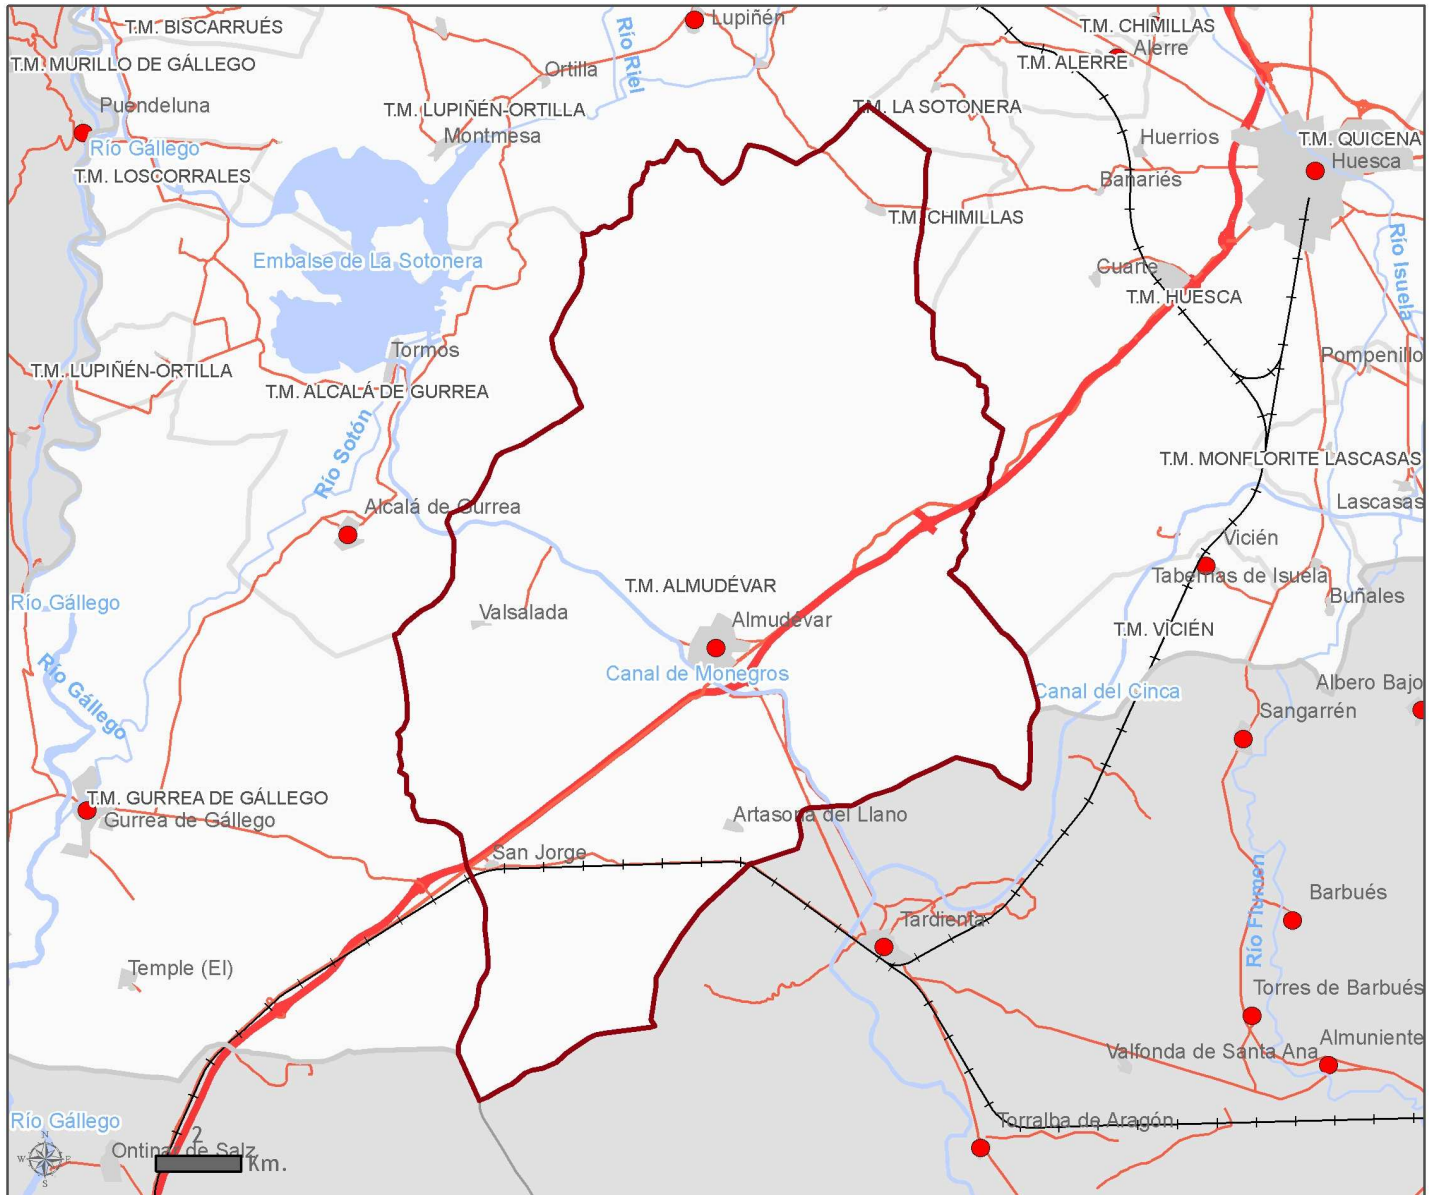 Lupiñén
T.M. BISCARRUÉS
T.M. CHIMILLAS
Alerre
T.M. ALERRE
T.M. MURILLO DE GÁLLEGO
Ortilla
Río Riel
Puendeluna
T.M. LUPIÑÉN-ORTILLA
T.M. LA SOTONERA
Montmesa
Huerrios
T.M. QUICENA
Río Gállego
Huesca
T.M. LOSCORRALES
Banariés
T.M. CHIMILLAS
Río Isuela
Embalse de La Sotonera
Cuarte
T.M. HUESCA
Tormos
Pompenillo
T.M. LUPIÑÉN-ORTILLA
T.M. ALCALÁ DE GURREA
Río Sotón
T.M. MONFLORITE LASCASAS
Alcalá de Gurrea
Lascasas
Vicién
Tabernas de Isuela
T.M. ALMUDÉVAR
Buñales
Río Gállego
Valsalada
Almudévar
T.M. VICIÉN
Río Gállego
Canal de Monegros
Albero Bajo
Canal del Cinca
Sangarrén
T.M. GURREA DE GÁLLEGO
Gurrea de Gállego
Artasona del Llano
San Jorge
Río Flumen
Barbués
Tardienta
Temple (El)
Torres de Barbués
Almuniente
Valfonda de Santa Ana
Río Gállego
Torralba de Aragón
2
N
W E
S
Ontinar de Salz
Km.